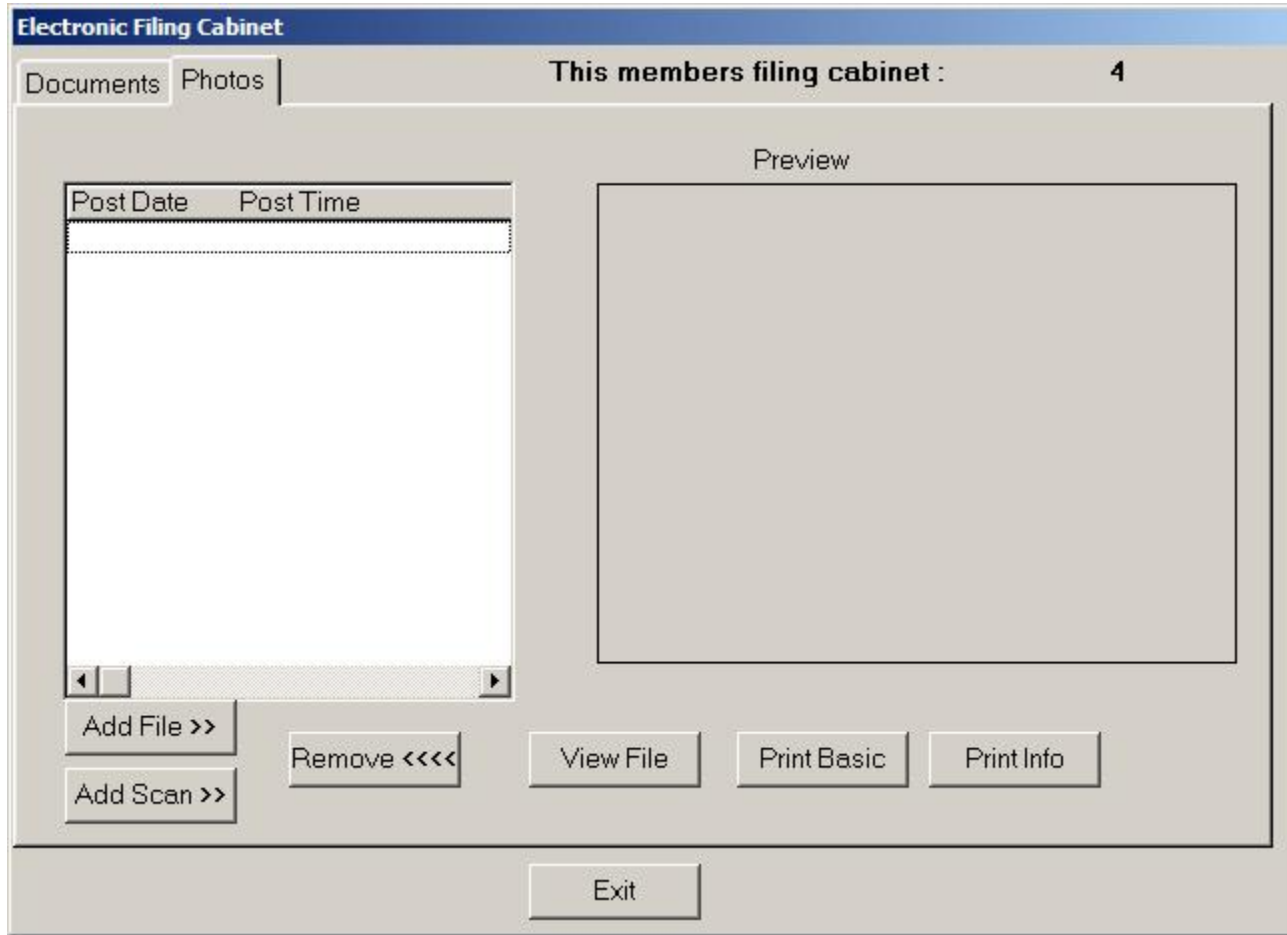 Electronic Filing Cabinet
Documents Photos This members filing cabinet : 4
Preview
Post Date Post Time
Add File >>
Remove <<<< View File Print Basic Print Info
Add Scan >>
Exit